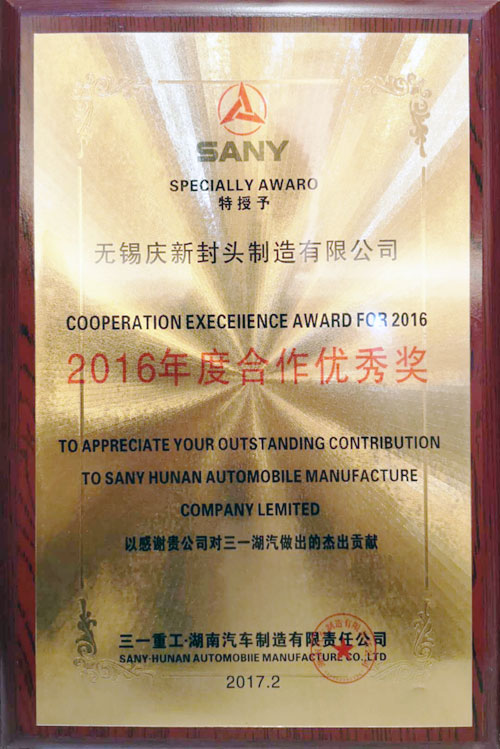 SANY
SPECIALLY AWARO
特授予
无锡庆新封头制造有限公司
COOPERATION EXECEIIENCE AWARD FOR 2016
2016年度合作优秀奖
TO APPRECIATE YOUR OUTSTANDING CONTRIBUTION
TO SANY HUNAN AUTOMOBILE MANUFACTURE
COMPANY LEMITED
以感谢贵公司对三一湖汽做出的杰出贡献
三一重工·湖南汽车制造有限责任公司
SANY·HUNAN AUTOMOBIIE MANUFACTURE CO.,LTD
2017.2